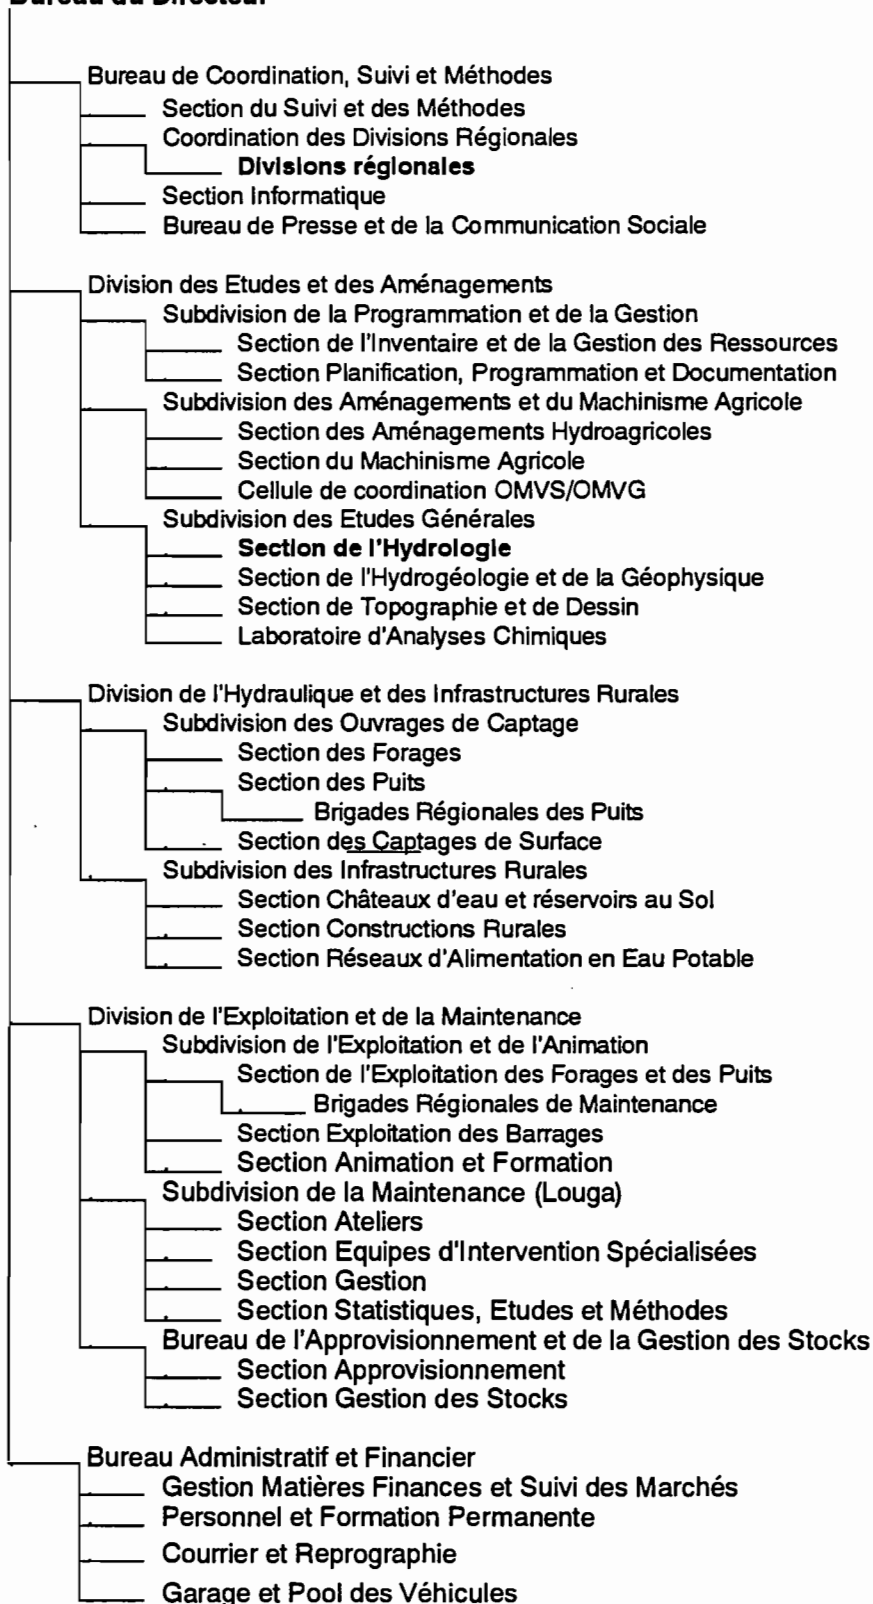 Bureau du Directeur
Bureau de Coordination, Suivi et Méthodes
Section du Suivi et des Méthodes
Coordination des Divisions Régionales
Divisions régionales
Section Informatique
Bureau de Presse et de la Communication Sociale
Division des Etudes et des Aménagements
Subdivision de la Programmation et de la Gestion
Section de l'Inventaire et de la Gestion des Ressources
Section Planification, Programmation et Documentation
Subdivision des Aménagements et du Machinisme Agricole
Section des Aménagements Hydroagricoles
Section du Machinisme Agricole
Cellule de coordination OMVS/OMVG
Subdivision des Etudes Générales
Section de l'Hydrologie
Section de l'Hydrogéologie et de la Géophysique
Section de Topographie et de Dessin
Laboratoire d'Analyses Chimiques
Division de l'Hydraulique et des Infrastructures Rurales
Subdivision des Ouvrages de Captage
Section des Forages
Section des Puits
Brigades Régionales des Puits
Section des Captages de Surface
Subdivision des Infrastructures Rurales
Section Châteaux d'eau et réservoirs au Sol
Section Constructions Rurales
Section Réseaux d'Alimentation en Eau Potable
Division de l'Exploitation et de la Maintenance
Subdivision de l'Exploitation et de l'Animation
Section de l'Exploitation des Forages et des Puits
Brigades Régionales de Maintenance
Section Exploitation des Barrages
Section Animation et Formation
Subdivision de la Maintenance (Louga)
Section Ateliers
Section Equipes d'Intervention Spécialisées
Section Gestion
Section Statistiques, Etudes et Méthodes
Bureau de l'Approvisionnement et de la Gestion des Stocks
Section Approvisionnement
Section Gestion des Stocks
Bureau Administratif et Financier
Gestion Matières Finances et Suivi des Marchés
Personnel et Formation Permanente
Courrier et Reprographie
Garage et Pool des Véhicules